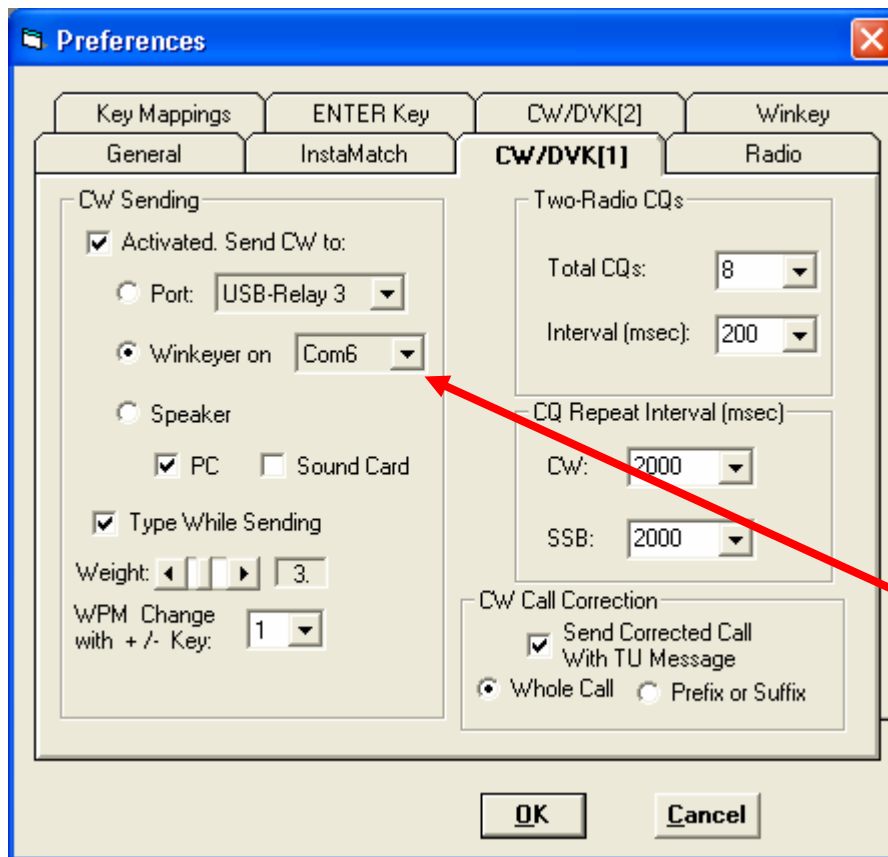 Preferences
Key Mappings
ENTER Key
CW/DVK[2]
Winkey
General
InstaMatch
CW/DVK[1]
Radio
CW Sending
Activated. Send CW to:
Port: USB-Relay 3
Winkeyer on Com6
Speaker
PC Sound Card
Type While Sending
Weight: 3.
WPM Change
with +/- Key: 1
Two-Radio CQs
Total CQs: 8
Interval (msec): 200
CQ Repeat Interval (msec)
CW: 2000
SSB: 2000
CW Call Correction
Send Corrected Call
With TU Message
Whole Call Prefix or Suffix
OK Cancel